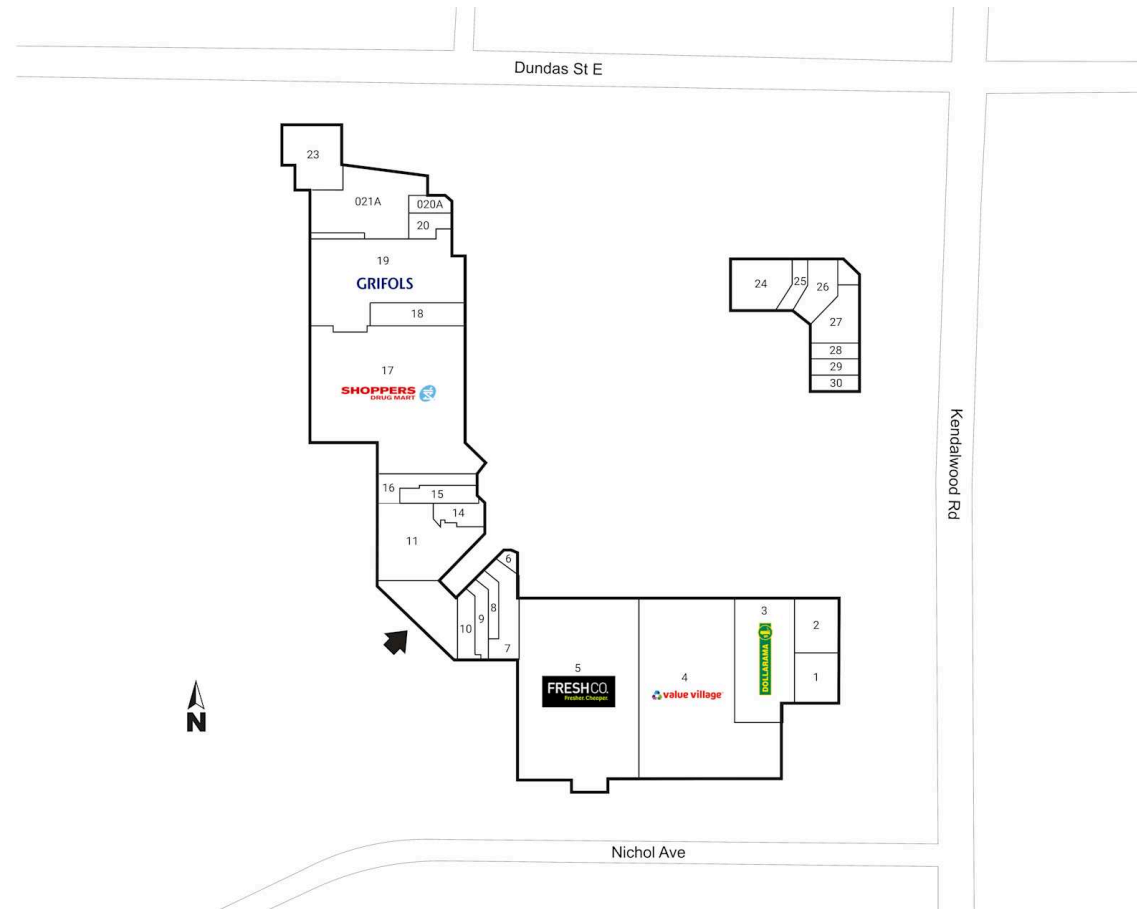 Dundas St E
23
021A
020A
20
19
GRIFOLS
18
17
SHOPPERS
DRUG MART
16
15
14
11
24
25
26
27
28
29
30
Kendalwood Rd
6
10
9
8
7
5
FRESHCO.
Fresher. Cheaper.
4
value village
3
DOLLARAMA
2
1
N
Nichol Ave